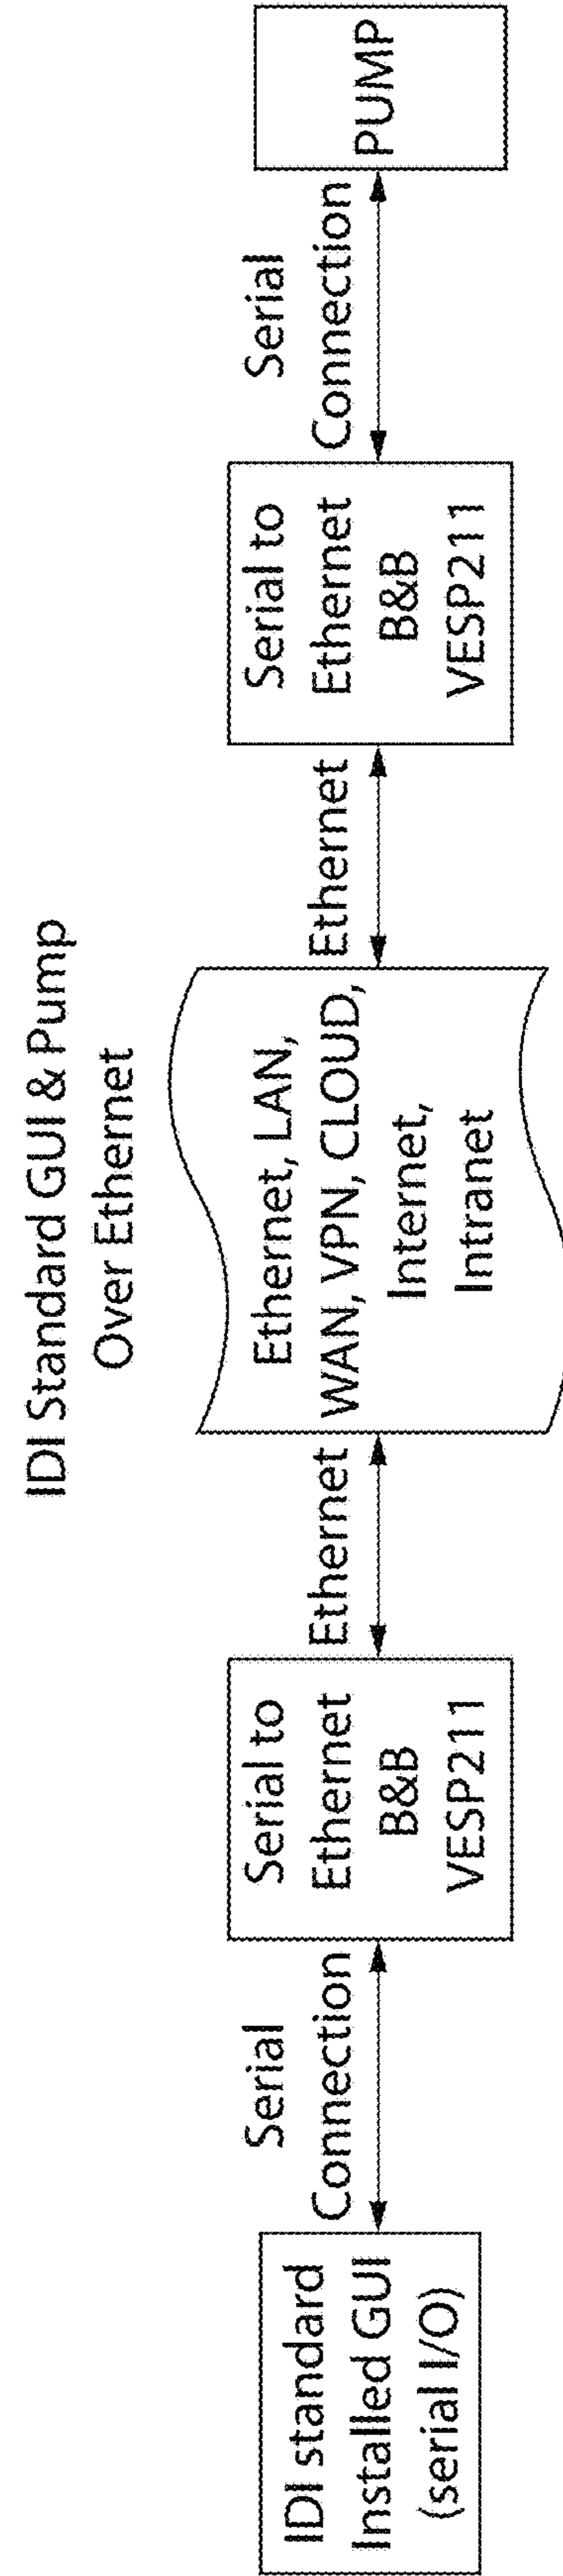 IDI Standard GUI & Pump
Over Ethernet
IDI standard
Installed GUI
(serial I/O)
Serial
Connection
Serial to
Ethernet
B&B
VESP211
Ethernet
Ethernet, LAN,
WAN, VPN, CLOUD,
Internet,
Intranet
Ethernet
Serial to
Ethernet
B&B
VESP211
Serial
Connection
PUMP